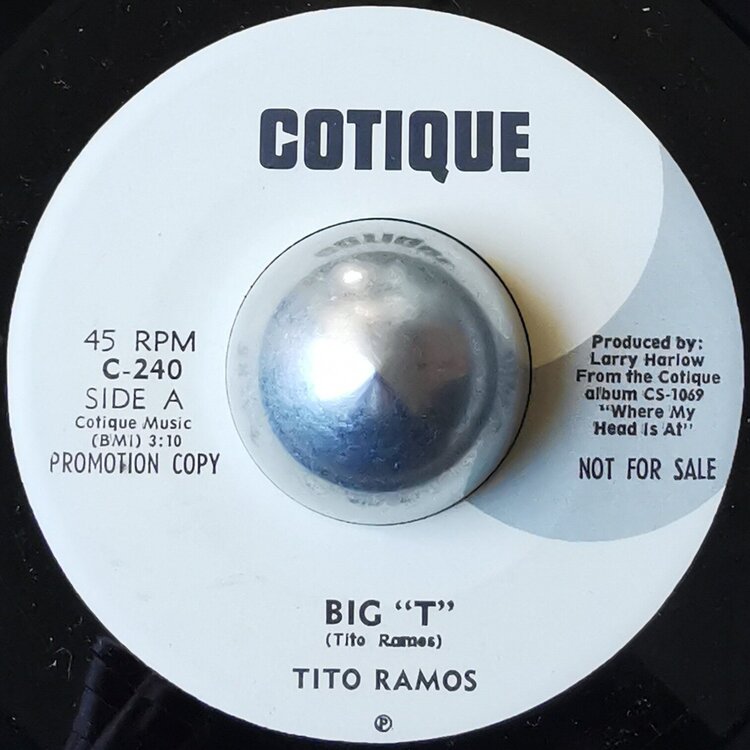 COTIQUE
45 RPM
C-240
SIDE A
Cotique Music
(BMI) 3:10
PROMOTION COPY
Produced by:
Larry Harlow
From the Cotique
album CS-1069
"Where My
Head Is At"
NOT FOR SALE
BIG “T”
(Tito Ramos)
TITO RAMOS
℗